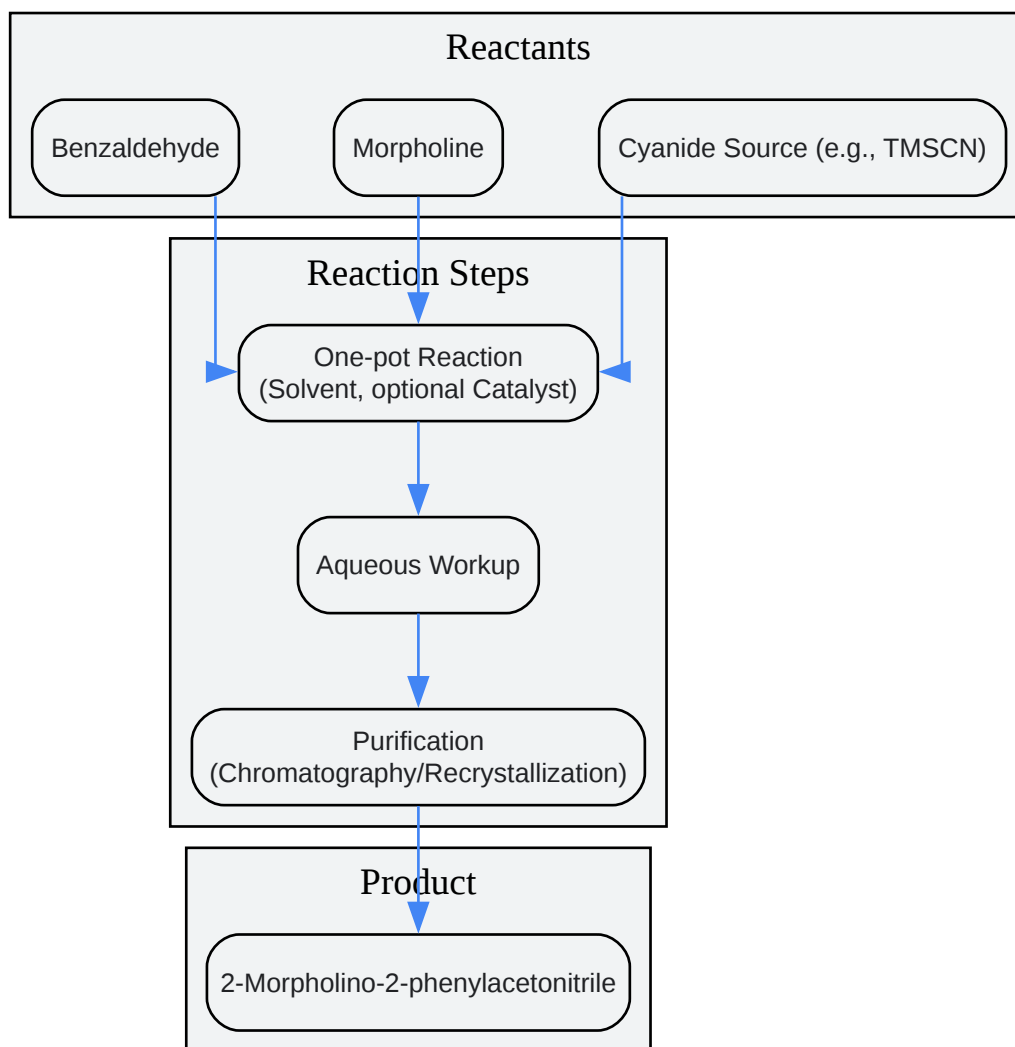 Reactants
Benzaldehyde
Morpholine
Cyanide Source (e.g., TMSCN)
Reaction Steps
One-pot Reaction
(Solvent, optional Catalyst)
Aqueous Workup
Purification
(Chromatography/Recrystallization)
Product
2-Morpholino-2-phenylacetonitrile